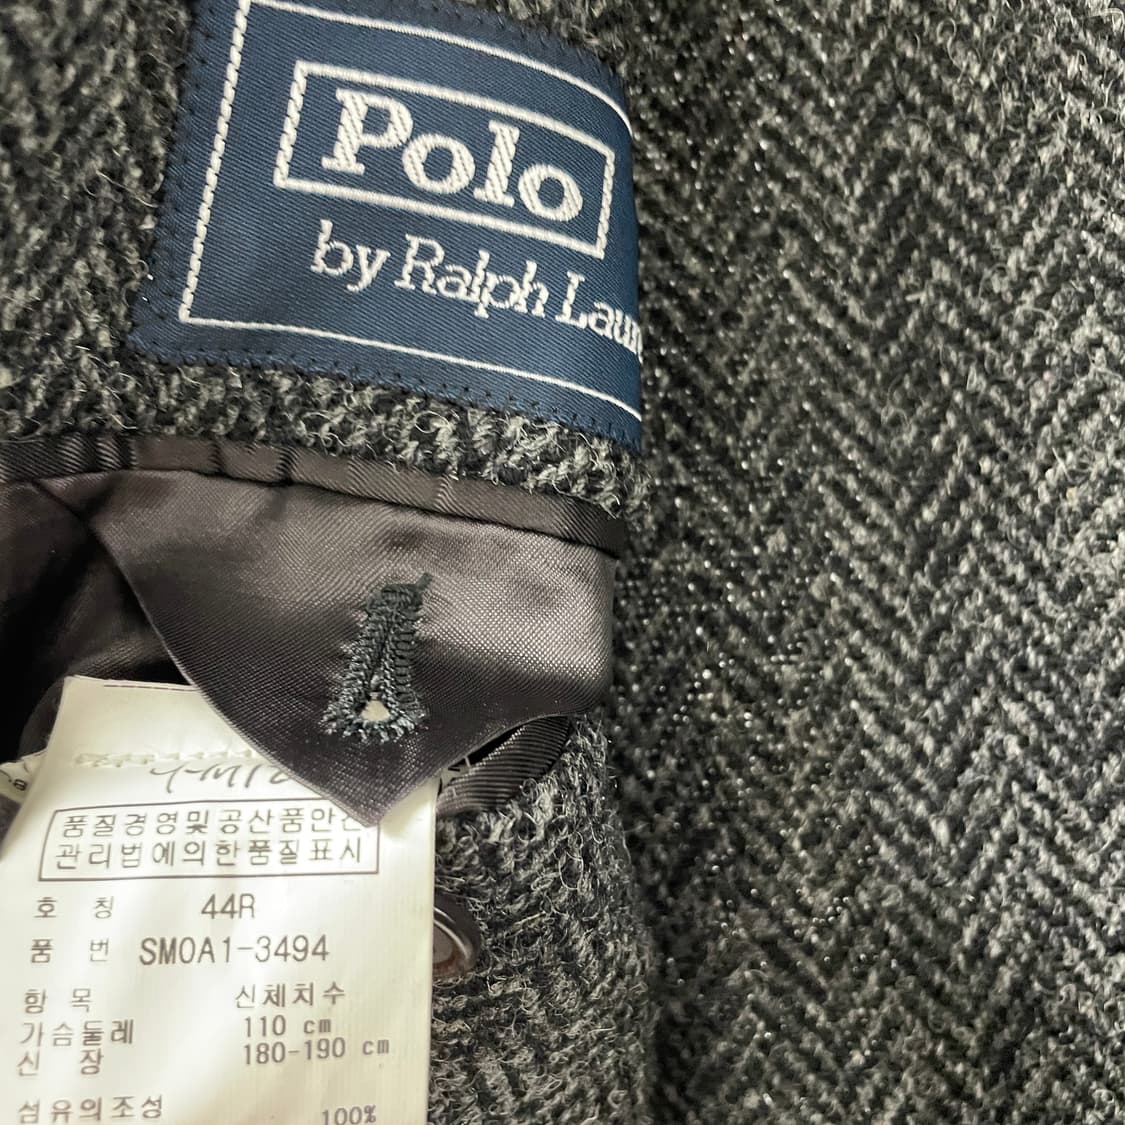 Polo
by Ralph Lau
품질경영및공산품안전
관리법에의한품질표시
호 칭 44R
품 번 SMOA1-3494
항 목 신체치수
가슴둘레 110 cm
신 장 180-190 cm
섬유의조성
100%